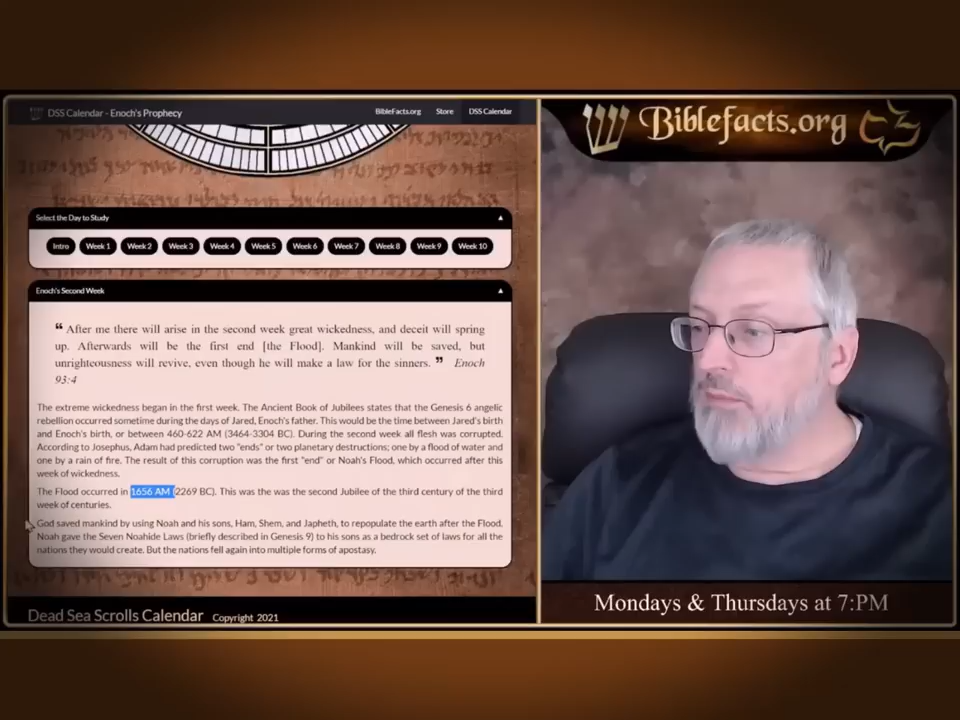 DSS Calendar - Enoch's Prophecy
BibleFacts.org
Store
DSS Calendar
Select the Day to Study
Intro
Week 1
Week 2
Week 3
Week 4
Week 5
Week 6
Week 7
Week 8
Week 9
Week 10
Enoch's Second Week
❝ After me there will arise in the second week great wickedness, and deceit will spring
up. Afterwards will be the first end [the Flood]. Mankind will be saved, but
unrighteousness will revive, even though he will make a law for the sinners. ❞ Enoch
93:4
The extreme wickedness began in the first week. The Ancient Book of Jubilees states that the Genesis 6 angelic
rebellion occurred sometime during the days of Jared, Enoch's father. This would be the time between Jared's birth
and Enoch's birth, or between 460-622 AM (3464-3304 BC). During the second week all flesh was corrupted.
According to Josephus, Adam had predicted two "ends" or two planetary destructions; one by a flood of water and
one by a rain of fire. The result of this corruption was the first "end" or Noah's Flood, which occurred after this
week of wickedness.
The Flood occurred in 1656 AM (2269 BC). This was the was the second Jubilee of the third century of the third
week of centuries.
God saved mankind by using Noah and his sons, Ham, Shem, and Japheth, to repopulate the earth after the Flood.
Noah gave the Seven Noahide Laws (briefly described in Genesis 9) to his sons as a bedrock set of laws for all the
nations they would create. But the nations fell again into multiple forms of apostasy.
Dead Sea Scrolls Calendar Copyright 2021
Biblefacts.org
Mondays & Thursdays at 7:PM